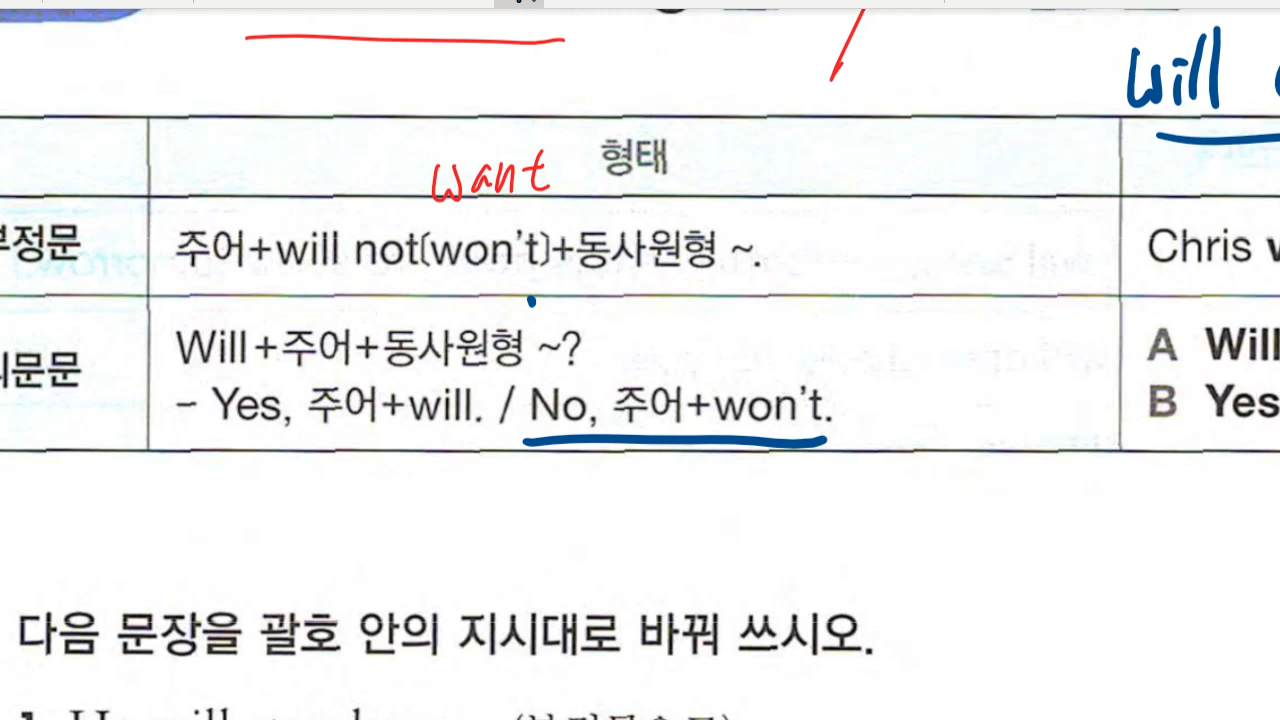 will
형태
want
부정문 주어+will not(won't)+동사원형 ~ Chris
의문문 Will+주어+동사원형 ~? A Will
– Yes, 주어+will. / No, 주어+won't. B Yes
다음 문장을 괄호 안의 지시대로 바꿔 쓰시오.